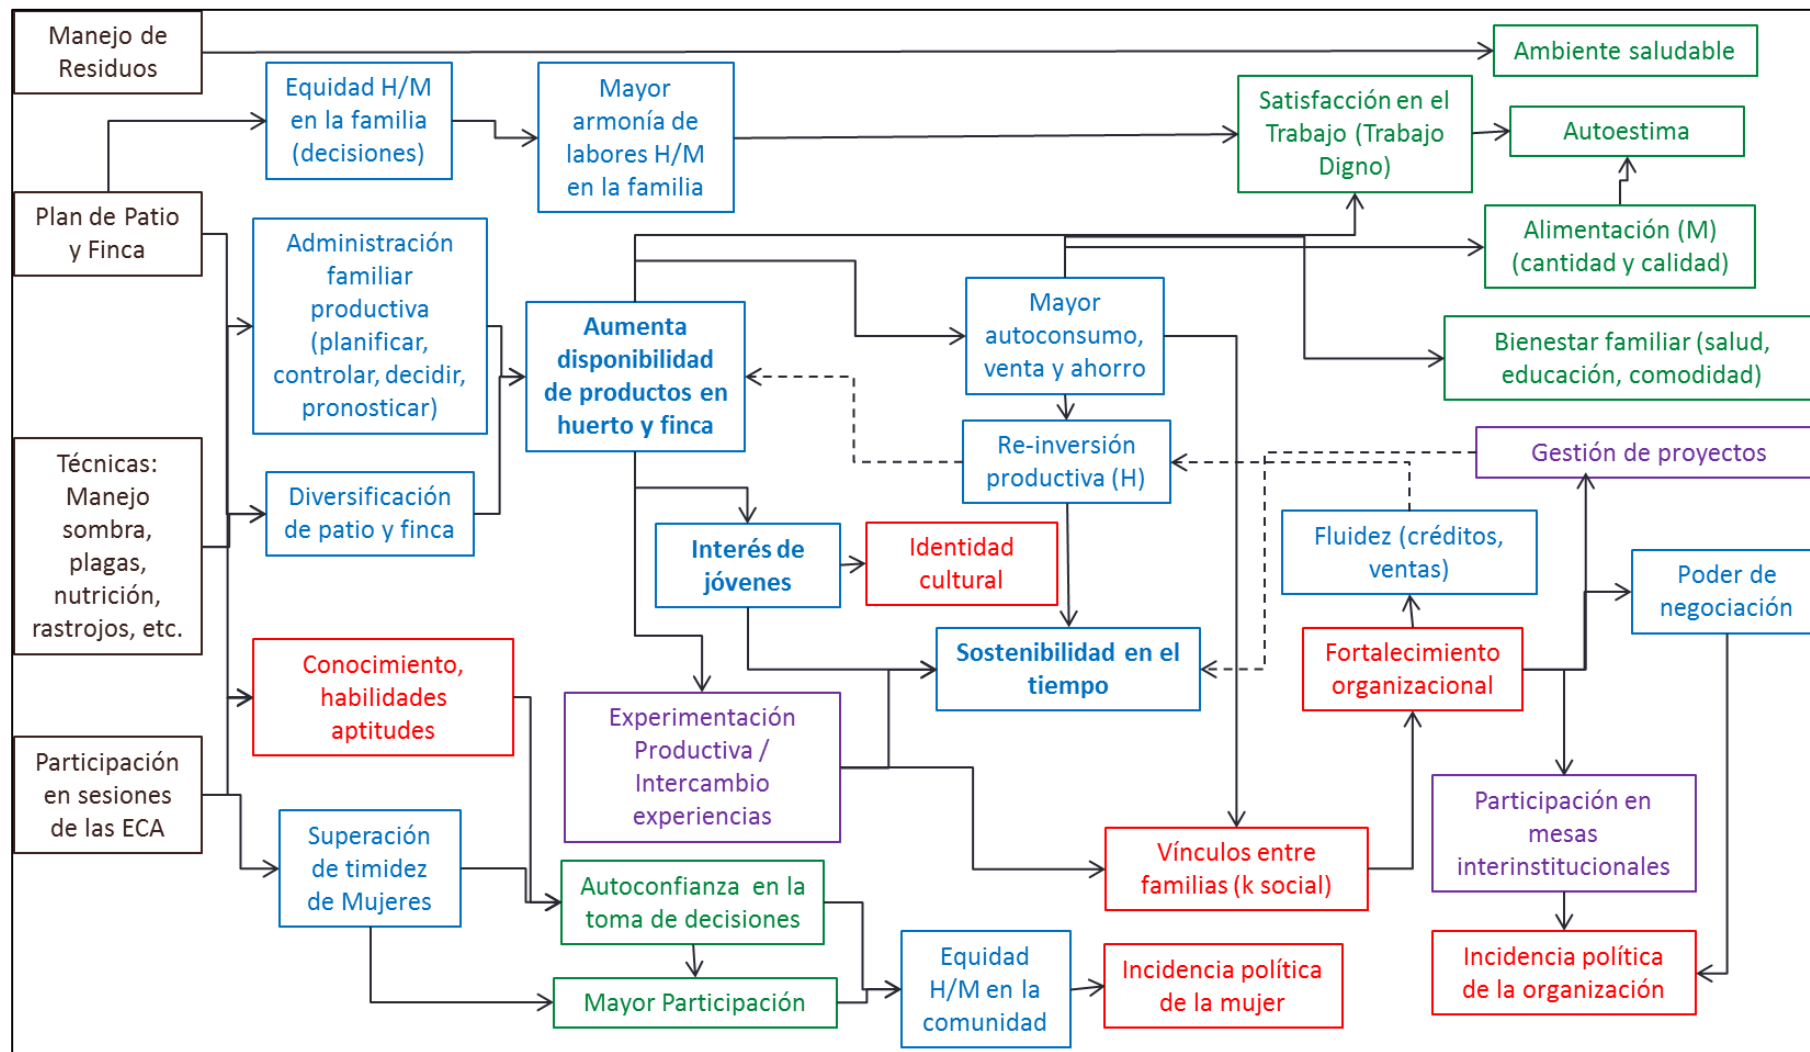 Manejo de
Residuos
Ambiente saludable
Equidad H/M
en la familia
(decisiones)
Mayor
armonía de
labores H/M
en la familia
Satisfacción en el
Trabajo (Trabajo
Digno)
Autoestima
Plan de Patio
y Finca
Administración
familiar
productiva
(planificar,
controlar, decidir,
pronosticar)
Alimentación (M)
(cantidad y calidad)
Aumenta
disponibilidad
de productos en
huerto y finca
Mayor
autoconsumo,
venta y ahorro
Bienestar familiar (salud,
educación, comodidad)
Técnicas:
Manejo
sombra,
plagas,
nutrición,
rastrojos, etc.
Diversificación
de patio y finca
Re-inversión
productiva (H)
Gestión de proyectos
Interés de
jóvenes
Identidad
cultural
Fluidez (créditos,
ventas)
Poder de
negociación
Conocimiento,
habilidades
aptitudes
Sostenibilidad en el
tiempo
Fortalecimiento
organizacional
Participación
en sesiones
de las ECA
Experimentación
Productiva /
Intercambio
experiencias
Participación en
mesas
interinstitucionales
Superación
de timidez
de Mujeres
Autoconfianza en la
toma de decisiones
Vínculos entre
familias (k social)
Mayor Participación
Equidad
H/M en la
comunidad
Incidencia política
de la mujer
Incidencia política
de la organización